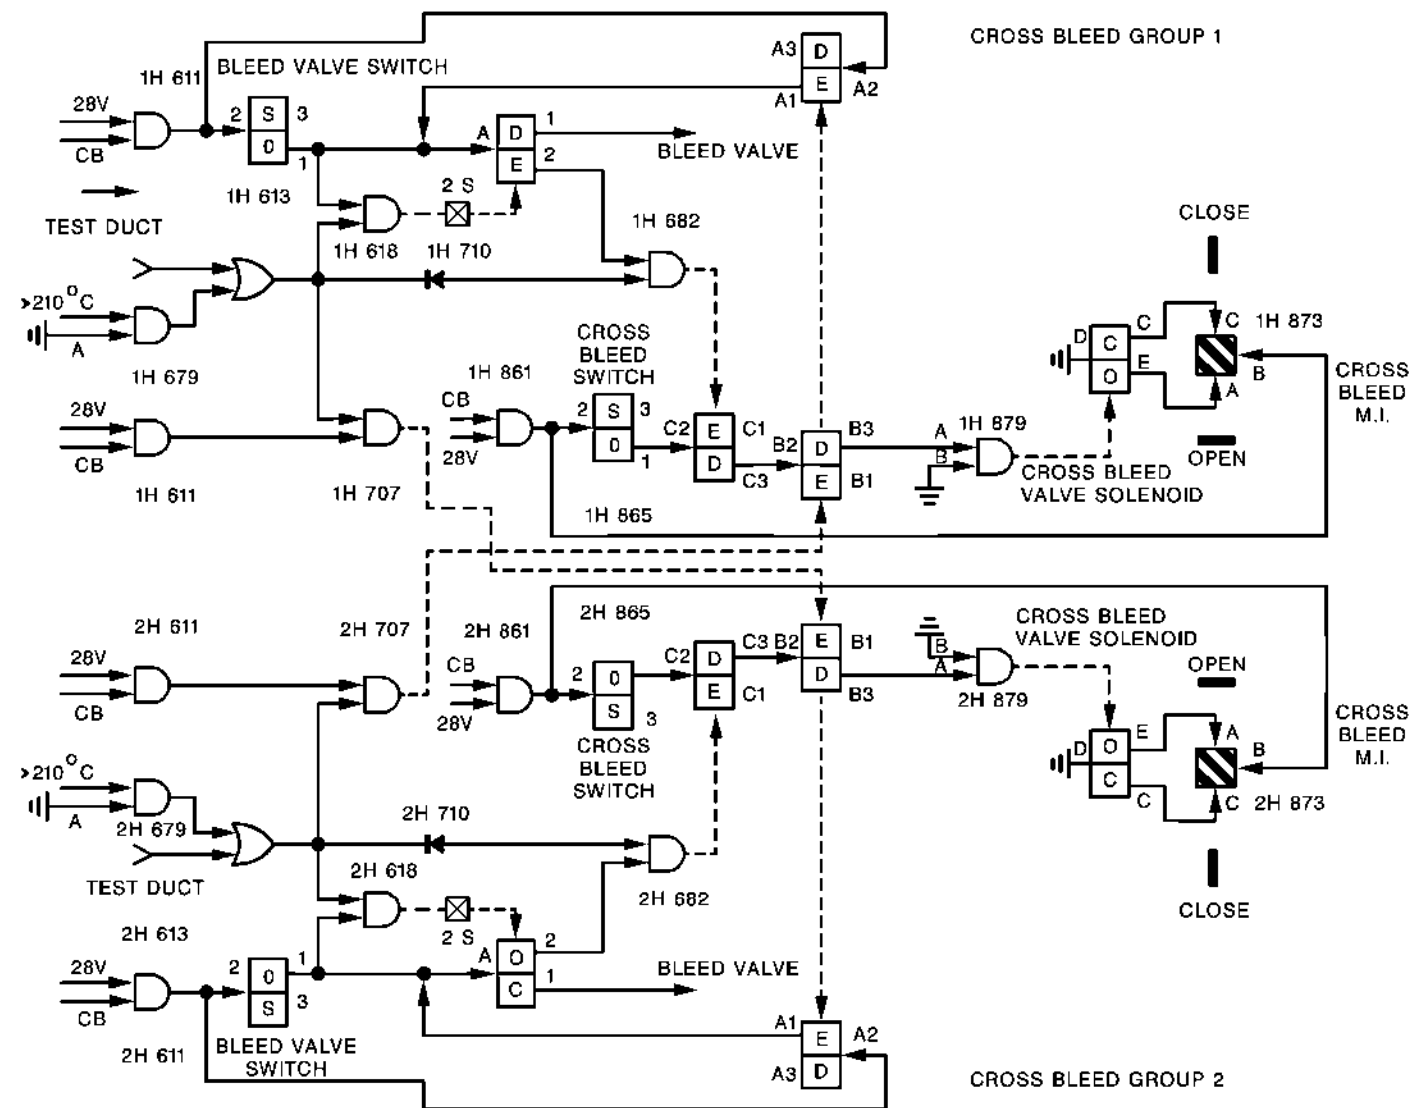 CROSS BLEED GROUP 1
A3 D
E
A1 A2
1H 611 BLEED VALVE SWITCH
28V
CB
2 S 3
0 1
A D 1
E 2
BLEED VALVE
1H 613
2 S
TEST DUCT
1H 618 1H 710
1H 682
CLOSE
>210°C
A
1H 679
CROSS
BLEED
SWITCH
D C C
O E
C 1H 873
A B
CROSS
BLEED
M.I.
OPEN
28V
CB
1H 611
1H 707
1H 861
CB
28V
2 S 3
0 1
C2 E C1
D C3
B2 D B3
E B1
1H 879
A
B
CROSS BLEED
VALVE SOLENOID
1H 865
2H 611
28V
CB
2H 707
2H 861
CB
28V
2H 865
2 0
S 3
CROSS
BLEED
SWITCH
C2 D C3
E C1
B2 E B1
D B3
CROSS BLEED
VALVE SOLENOID
B
A
2H 879
OPEN
D O E
C C
A B
C 2H 873
CROSS
BLEED
M.I.
CLOSE
>210°C
A
2H 679
TEST DUCT
2H 710
2H 618
2 S
2H 682
2H 613
28V
CB
2H 611
2 0 1
S 3
BLEED VALVE
SWITCH
A O 2
C 1
BLEED VALVE
A1 E A2
A3 D
CROSS BLEED GROUP 2